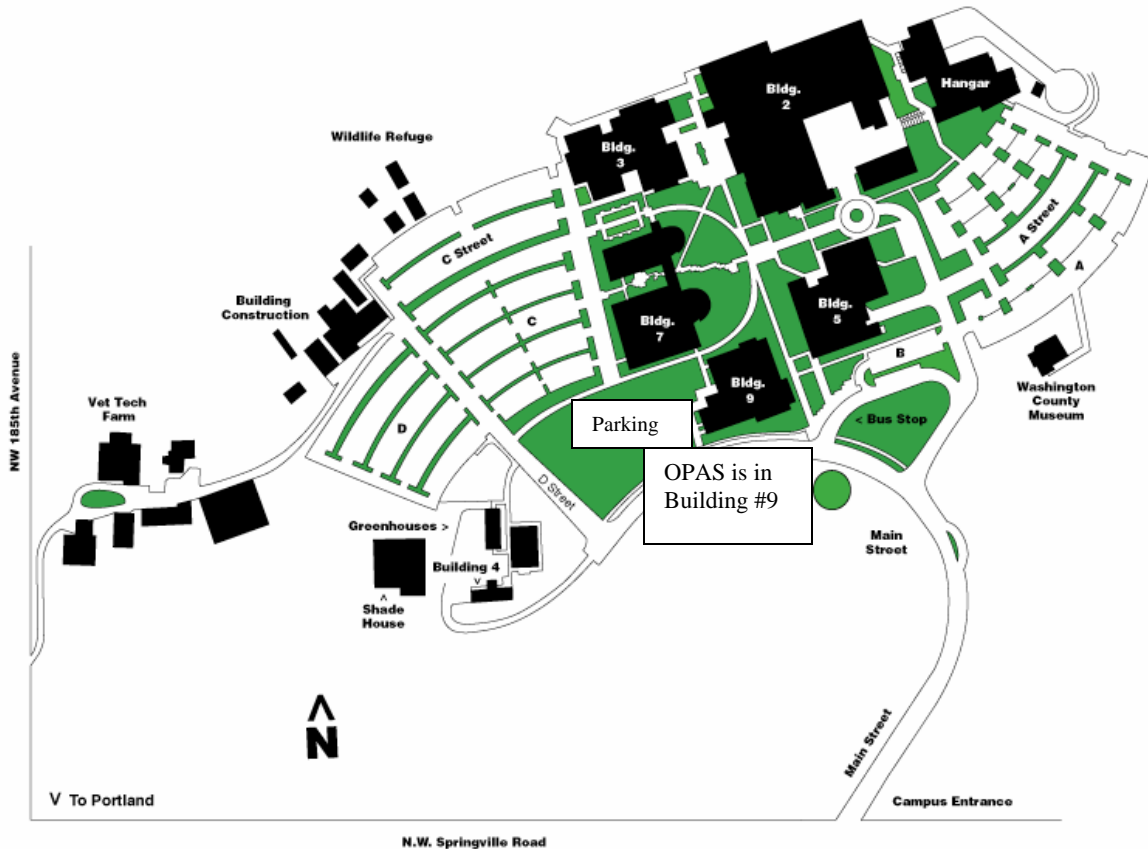 Bldg.
2
Hangar
Wildlife Refuge
Bldg.
3
C Street
A Street
A
Building
Construction
C
Bldg.
7
Bldg.
5
B
NW 185th Avenue
Vet Tech
Farm
D
Bldg.
9
Washington
County
Museum
Parking
< Bus Stop
OPAS is in
Building #9
D Street
Greenhouses >
Main
Street
Building 4
v
^
Shade
House
^
N
Main Street
V To Portland
Campus Entrance
N.W. Springville Road